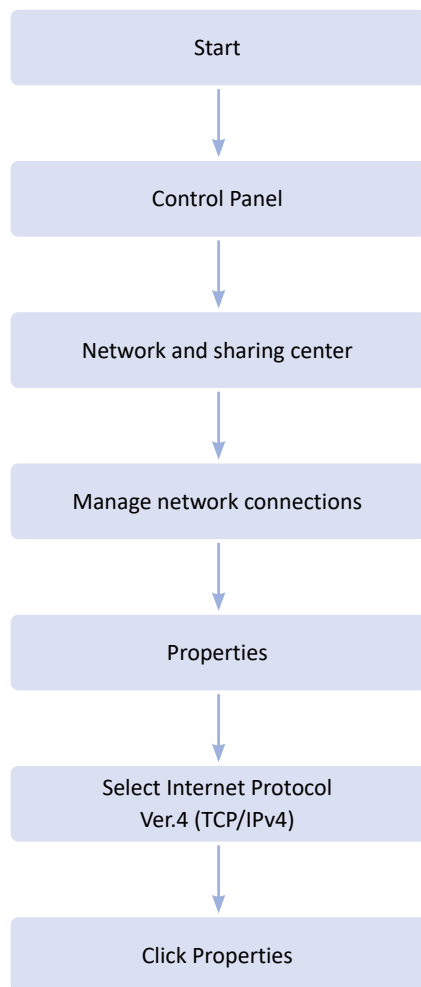 Start
Control Panel
Network and sharing center
Manage network connections
Properties
Select Internet Protocol
Ver.4 (TCP/IPv4)
Click Properties